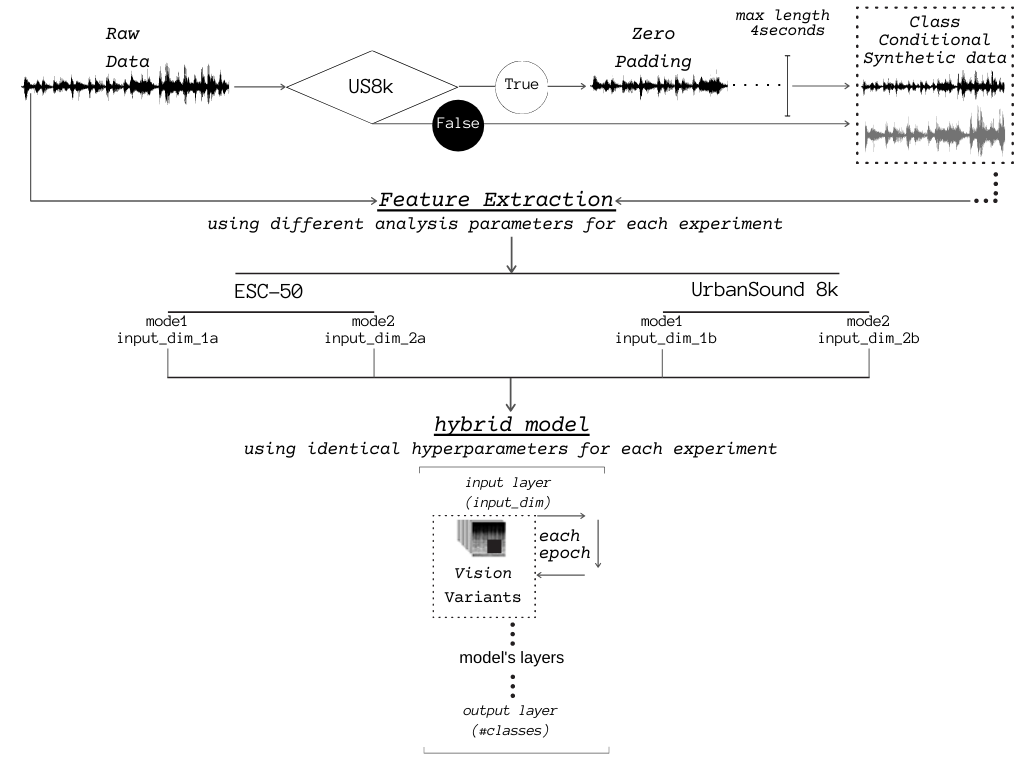 Raw
Data
US8k
True
False
Zero
Padding
max length
4seconds
Class
Conditional
Synthetic data
Feature Extraction
using different analysis parameters for each experiment
ESC-50
UrbanSound 8k
mode1
input_dim_1a
mode2
input_dim_2a
mode1
input_dim_1b
mode2
input_dim_2b
hybrid model
using identical hyperparameters for each experiment
input layer
(input_dim)
each
epoch
Vision
Variants
model's layers
output layer
(#classes)